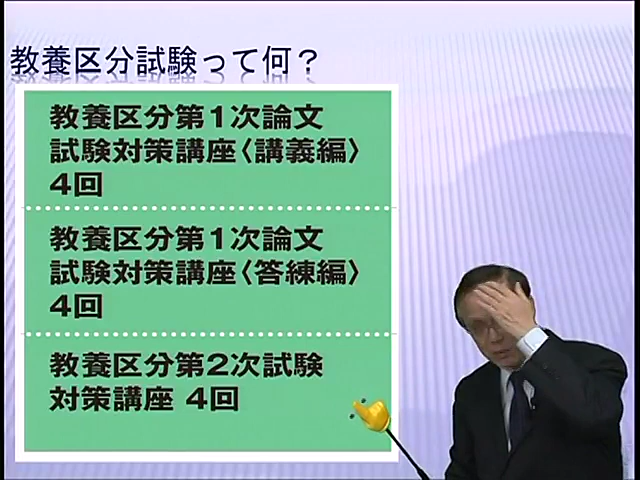 教養区分試験って何？
教養区分第１次論文
試験対策講座〈講義編〉
４回
教養区分第１次論文
試験対策講座〈答練編〉
４回
教養区分第２次試験
対策講座 ４回